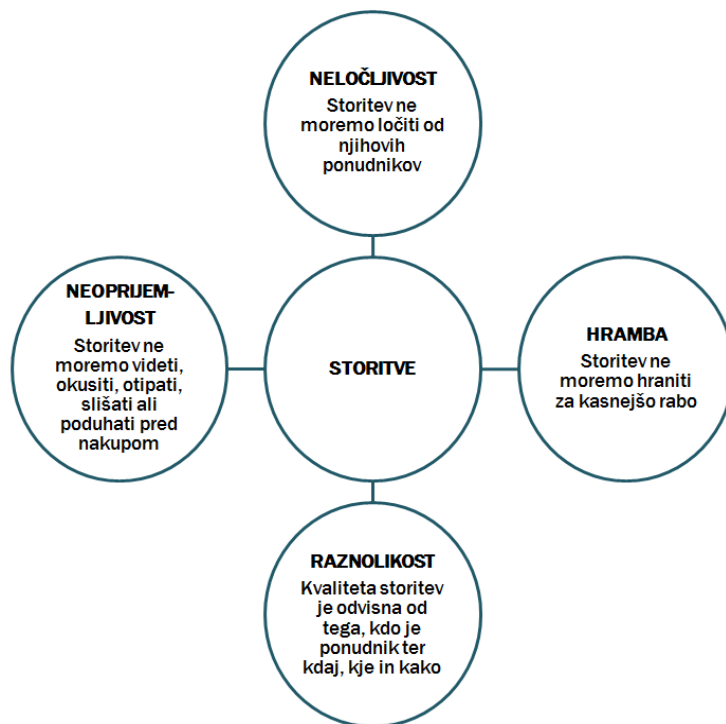 NELOČLJIVOST
Storitev ne
moremo ločiti od
njihovih
ponudnikov
NEOPRIJEM-
LJIVOST
Storitev ne
moremo videti,
okusiti, otipati,
slišati ali
poduhati pred
nakupom
STORITVE
HRAMBA
Storitev ne
moremo hraniti
za kasnejšo rabo
RAZNOLIKOST
Kvaliteta storitev
je odvisna od
tega, kdo je
ponudnik ter
kdaj, kje in kako